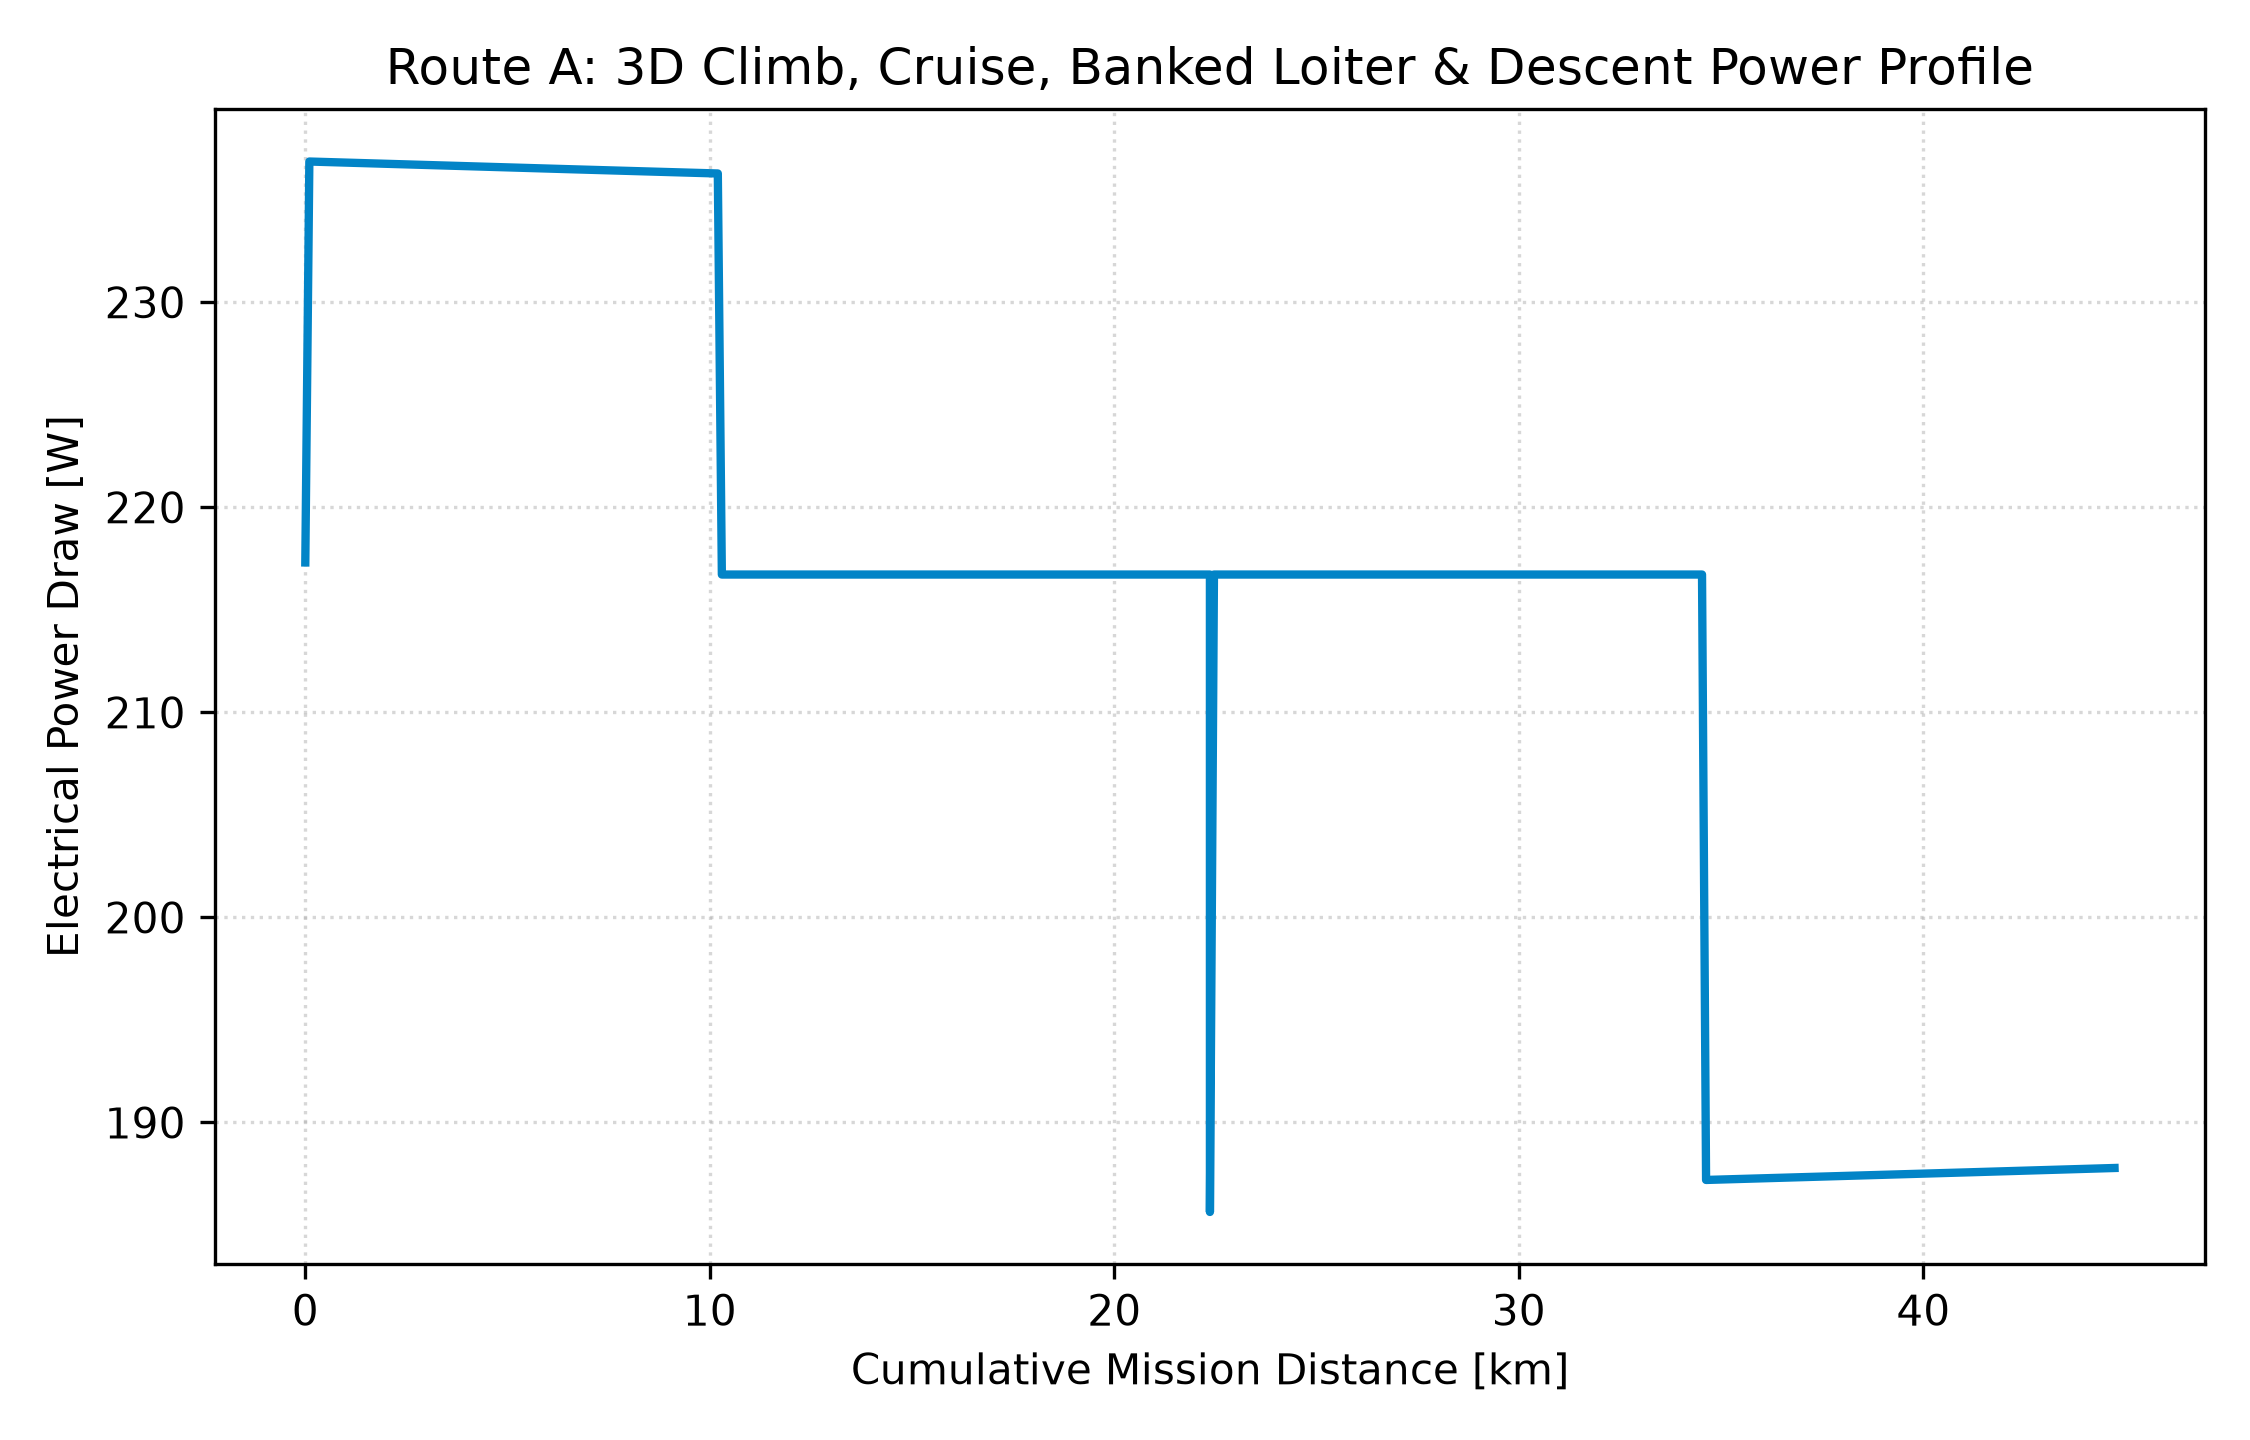 Route A: 3D Climb, Cruise, Banked Loiter & Descent Power Profile
Electrical Power Draw [W]
230
220
210
200
190
0 10 20 30 40
Cumulative Mission Distance [km]